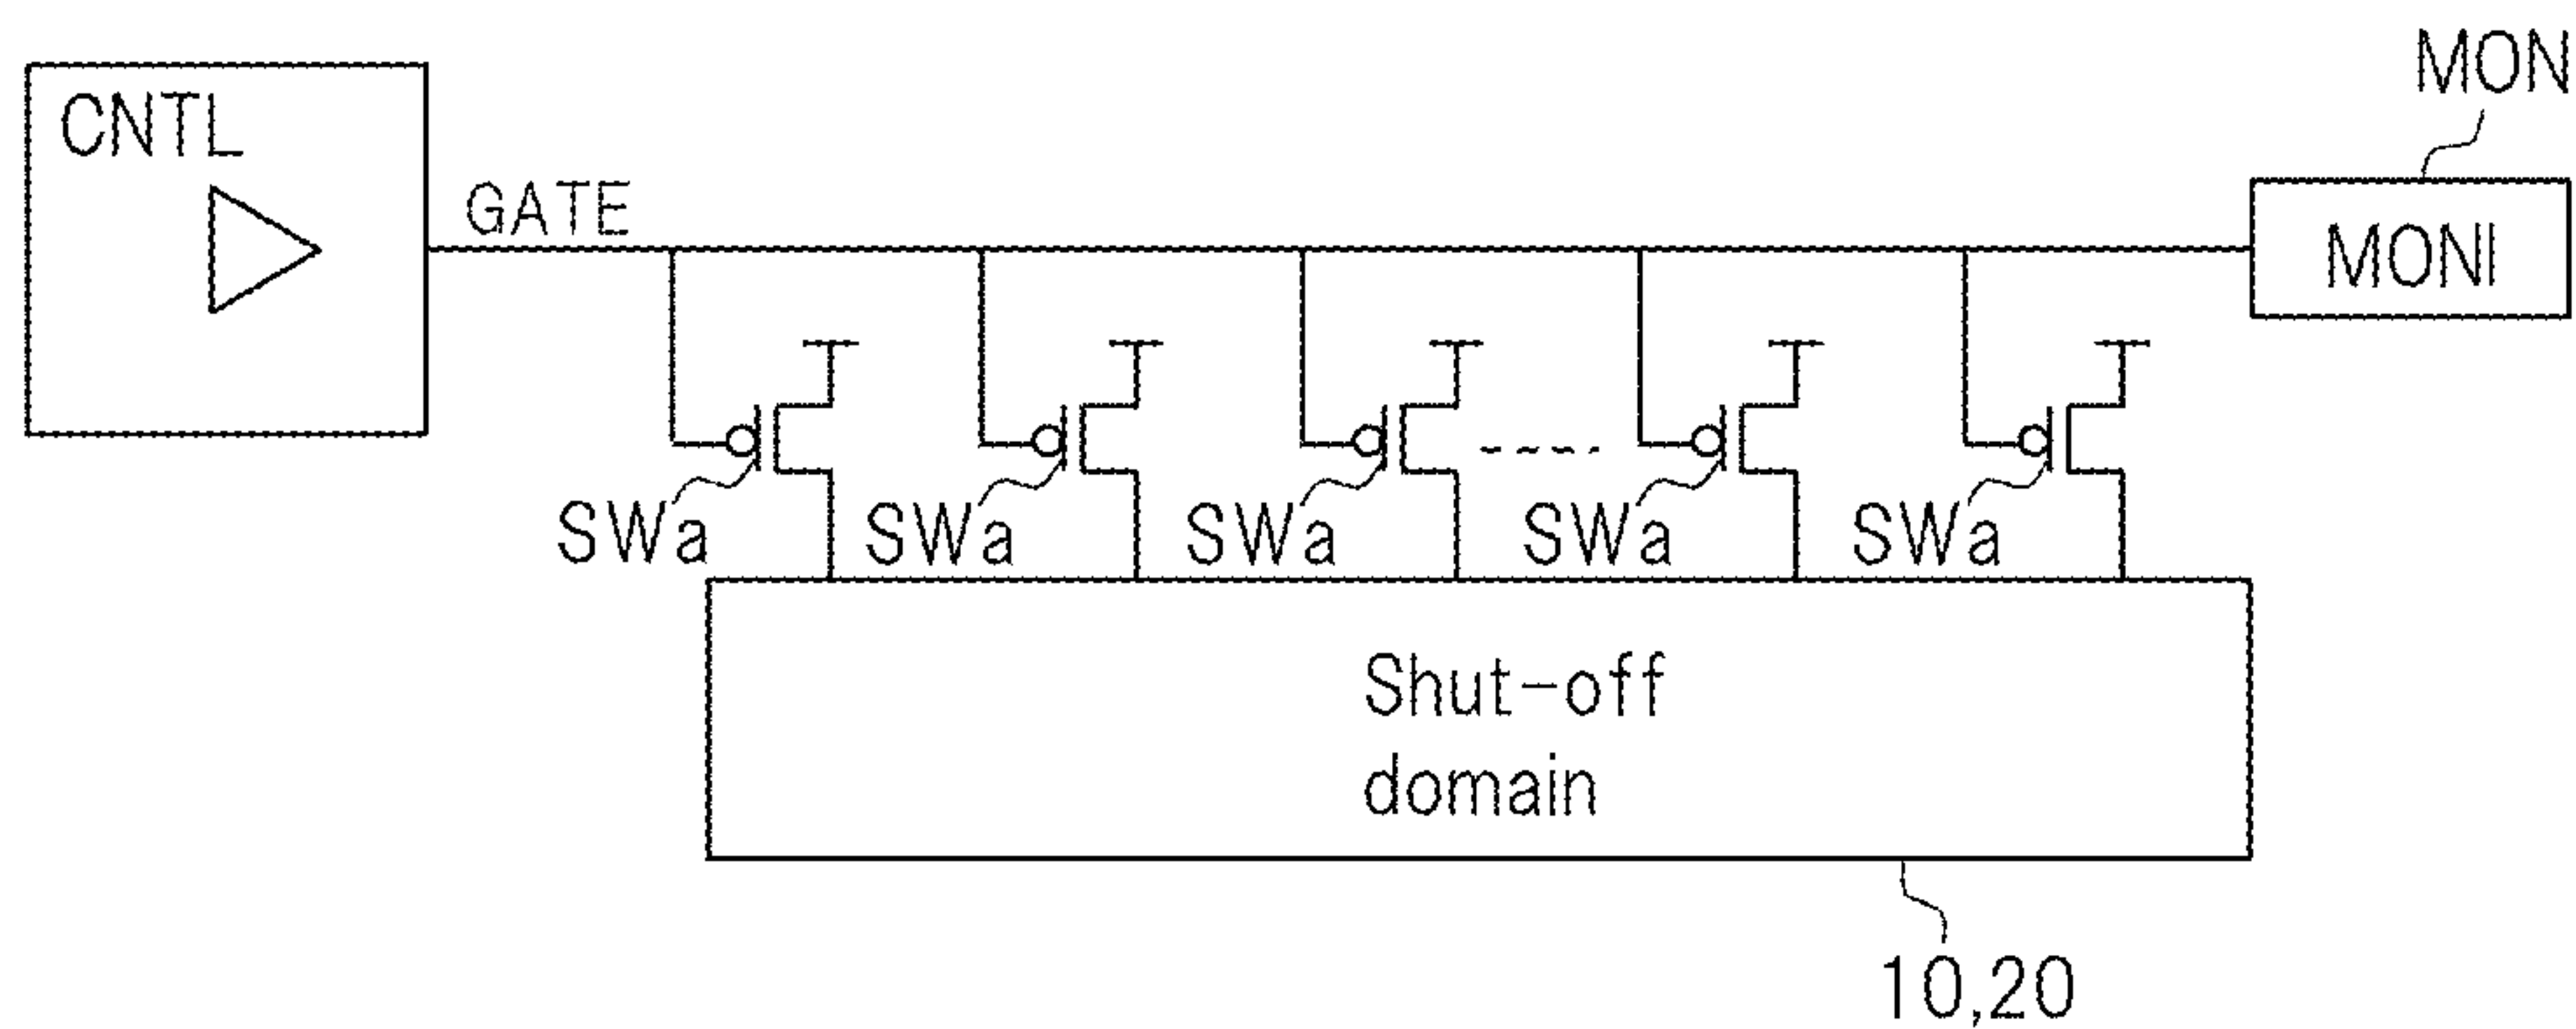 MON
CNTL
GATE
MONI
SWa
SWa
SWa
SWa
SWa
Shut-off
domain
10,20